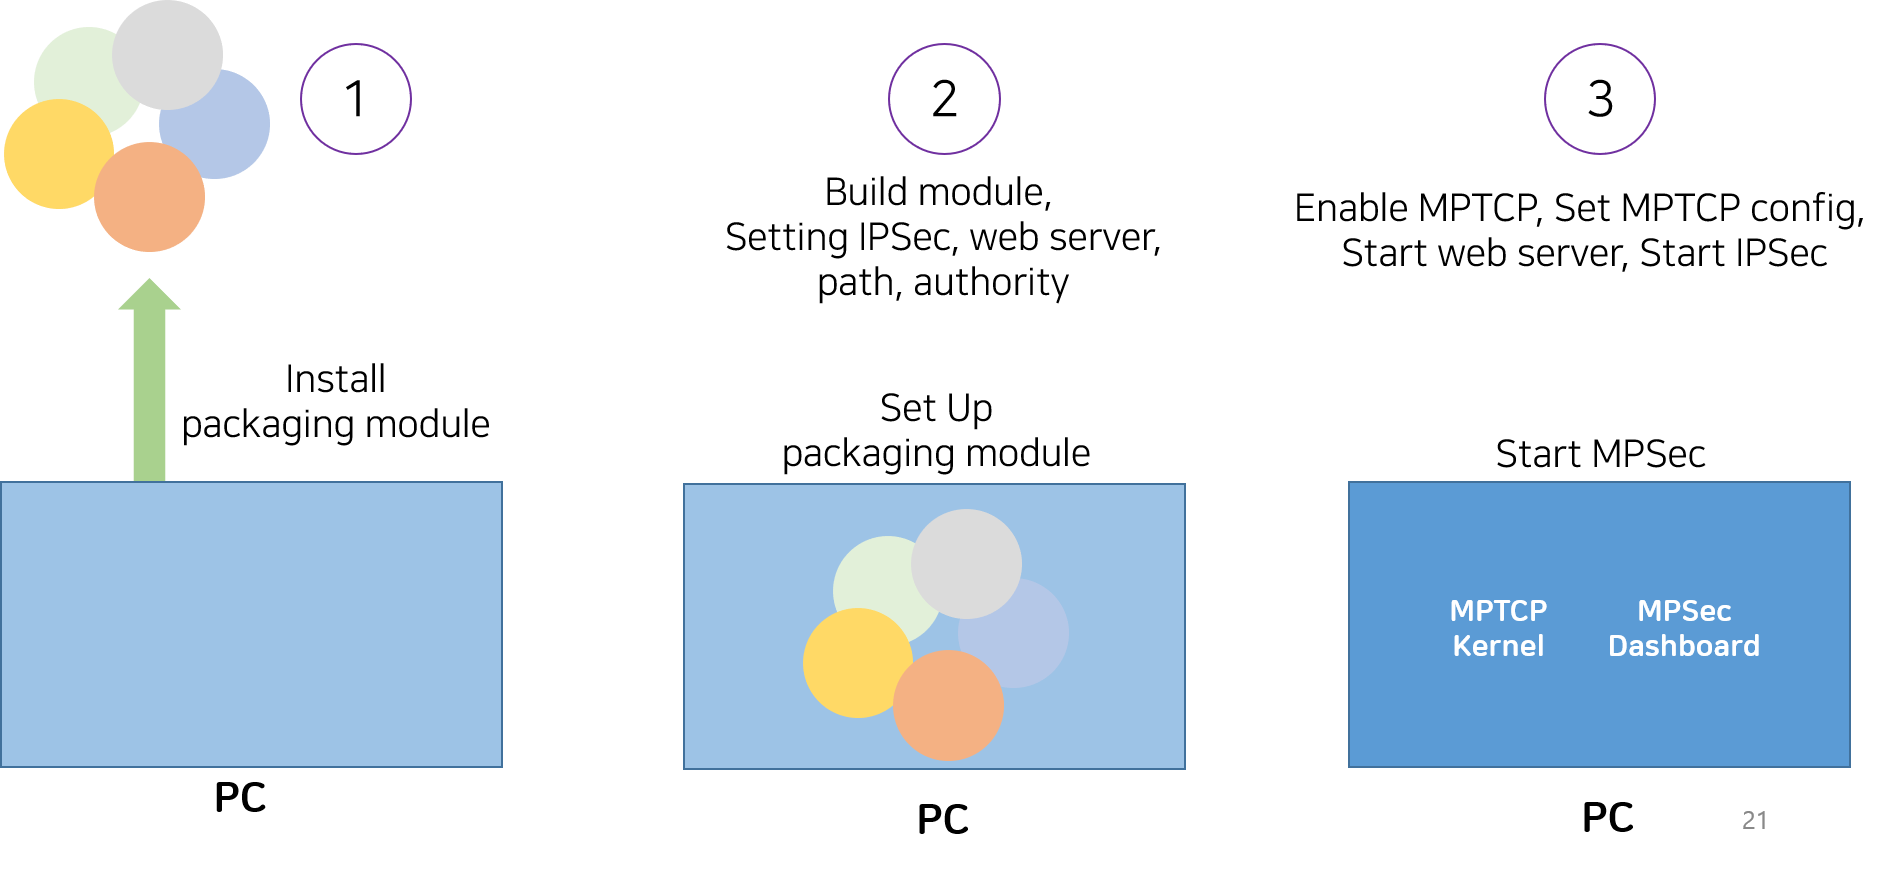 1
Install
packaging module
PC
2
Build module,
Setting IPSec, web server,
path, authority
Set Up
packaging module
PC
3
Enable MPTCP, Set MPTCP config,
Start web server, Start IPSec
Start MPSec
MPTCP
Kernel
MPSec
Dashboard
PC
21